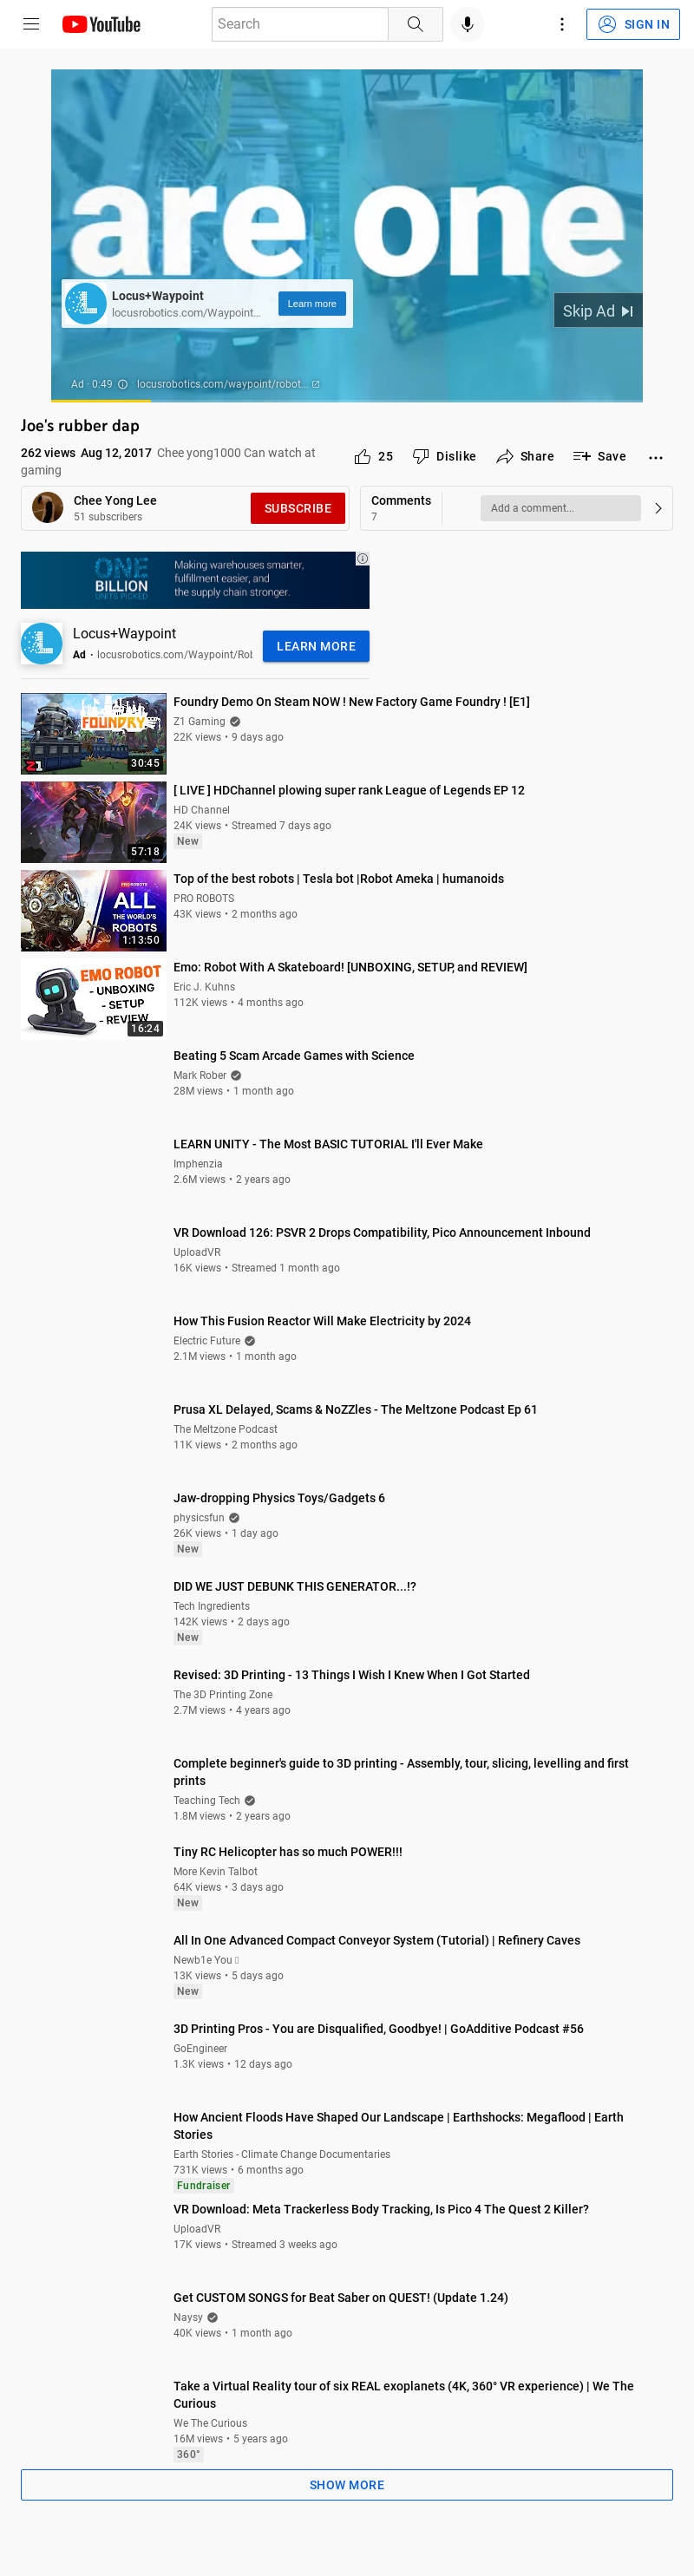 YouTube
Search
SIGN IN
are one
Locus+Waypoint
locusrobotics.com/Waypoint...
Learn more
Skip Ad
Ad · 0:49
locusrobotics.com/waypoint/robot...
Joe's rubber dap
262 views Aug 12, 2017 Chee yong1000 Can watch at
gaming
25
Dislike
Share
Save
Chee Yong Lee
51 subscribers
SUBSCRIBE
Comments
7
Add a comment...
ONE
BILLION
UNITS PICKED
Making warehouses smarter,
fulfillment easier, and
the supply chain stronger.
Locus+Waypoint
Ad · locusrobotics.com/Waypoint/Rob
LEARN MORE
FOUNDRY
Z1
30:45
Foundry Demo On Steam NOW ! New Factory Game Foundry ! [E1]
Z1 Gaming
22K views • 9 days ago
57:18
[ LIVE ] HDChannel plowing super rank League of Legends EP 12
HD Channel
24K views • Streamed 7 days ago
New
PRO ROBOTS
ALL
THE WORLD'S
ROBOTS
1:13:50
Top of the best robots | Tesla bot |Robot Ameka | humanoids
PRO ROBOTS
43K views • 2 months ago
EMO ROBOT
- UNBOXING
- SETUP
- REVIEW
16:24
Emo: Robot With A Skateboard! [UNBOXING, SETUP, and REVIEW]
Eric J. Kuhns
112K views • 4 months ago
Beating 5 Scam Arcade Games with Science
Mark Rober
28M views • 1 month ago
LEARN UNITY - The Most BASIC TUTORIAL I'll Ever Make
Imphenzia
2.6M views • 2 years ago
VR Download 126: PSVR 2 Drops Compatibility, Pico Announcement Inbound
UploadVR
16K views • Streamed 1 month ago
How This Fusion Reactor Will Make Electricity by 2024
Electric Future
2.1M views • 1 month ago
Prusa XL Delayed, Scams & NoZZles - The Meltzone Podcast Ep 61
The Meltzone Podcast
11K views • 2 months ago
Jaw-dropping Physics Toys/Gadgets 6
physicsfun
26K views • 1 day ago
New
DID WE JUST DEBUNK THIS GENERATOR...!?
Tech Ingredients
142K views • 2 days ago
New
Revised: 3D Printing - 13 Things I Wish I Knew When I Got Started
The 3D Printing Zone
2.7M views • 4 years ago
Complete beginner's guide to 3D printing - Assembly, tour, slicing, levelling and first
prints
Teaching Tech
1.8M views • 2 years ago
Tiny RC Helicopter has so much POWER!!!
More Kevin Talbot
64K views • 3 days ago
New
All In One Advanced Compact Conveyor System (Tutorial) | Refinery Caves
Newb1e You
13K views • 5 days ago
New
3D Printing Pros - You are Disqualified, Goodbye! | GoAdditive Podcast #56
GoEngineer
1.3K views • 12 days ago
How Ancient Floods Have Shaped Our Landscape | Earthshocks: Megaflood | Earth
Stories
Earth Stories - Climate Change Documentaries
731K views • 6 months ago
Fundraiser
VR Download: Meta Trackerless Body Tracking, Is Pico 4 The Quest 2 Killer?
UploadVR
17K views • Streamed 3 weeks ago
Get CUSTOM SONGS for Beat Saber on QUEST! (Update 1.24)
Naysy
40K views • 1 month ago
Take a Virtual Reality tour of six REAL exoplanets (4K, 360° VR experience) | We The
Curious
We The Curious
16M views • 5 years ago
360°
SHOW MORE